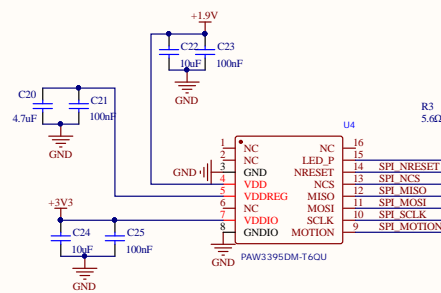 +1.9V
C22
10uF
C23
100nF
GND
C20
4.7uF
C21
100nF
GND
R3
5.6Ω
U4
1 NC
2 NC
3 GND
4 VDD
5 VDDREG
6 NC
7 VDDIO
8 GNDIO
NC 16
LED_P 15
NRESET 14 SPI_NRESET
NCS 13 SPI_NCS
MISO 12 SPI_MISO
MOSI 11 SPI_MOSI
SCLK 10 SPI_SCLK
MOTION 9 SPI_MOTION
GND
+3V3
C24
10uF
C25
100nF
GND
GND
PAW3395DM-T6QU